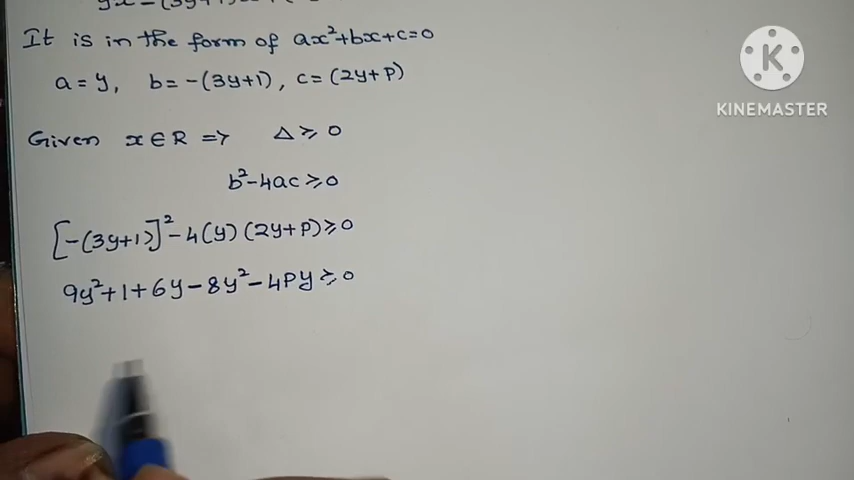 It is in the form of ax²+bx+c=0
a = y, b = -(3y+1), c = (2y+P)
Given x∈R => Δ ≥ 0
b²-4ac ≥ 0
[-(3y+1)]²-4(y)(2y+P) ≥ 0
9y²+1+6y-8y²-4Py ≥ 0
K
KINEMASTER